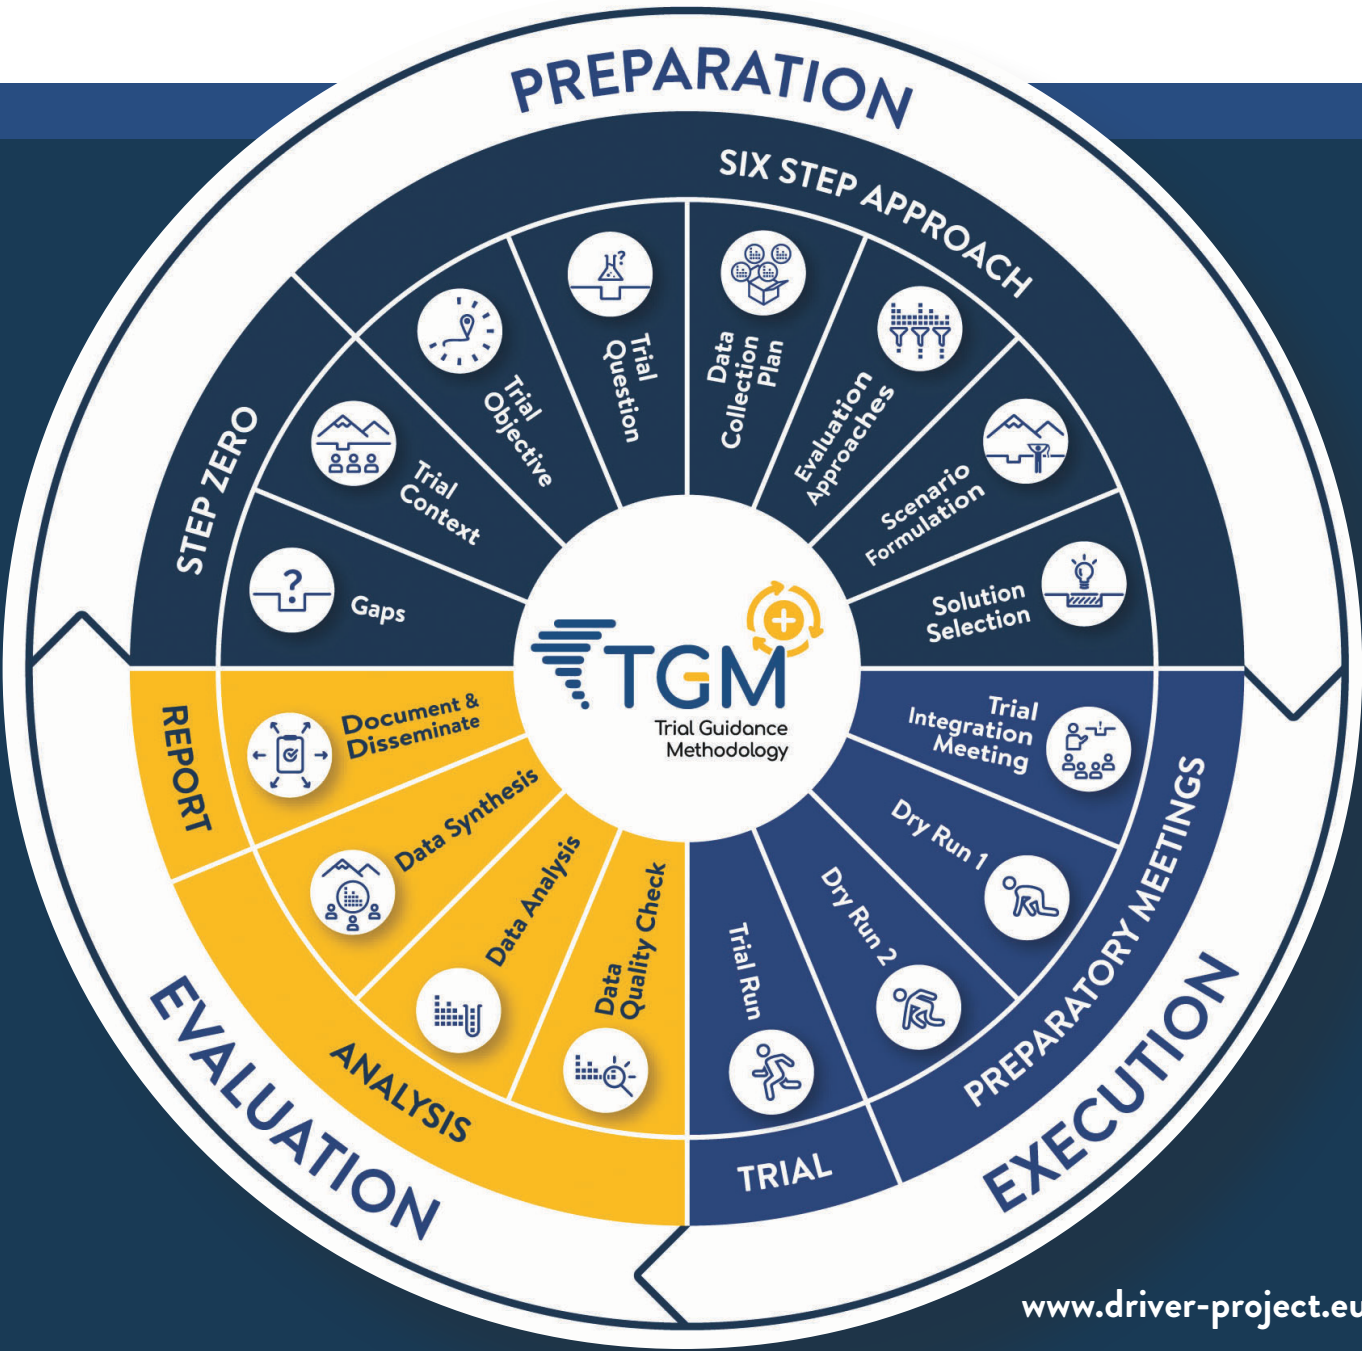 PREPARATION
SIX STEP APPROACH
STEP ZERO
Gaps
Trial
Context
Trial
Objective
Trial
Question
Data
Collection
Plan
Evaluation
Approaches
Scenario
Formulation
Solution
Selection
TGM
Trial Guidance
Methodology
Trial
Integration
Meeting
Dry Run 1
Dry Run 2
PREPARATORY MEETINGS
EXECUTION
Trial Run
TRIAL
Data
Quality Check
Data Analysis
Data Synthesis
ANALYSIS
EVALUATION
Document &
Disseminate
REPORT
www.driver-project.eu